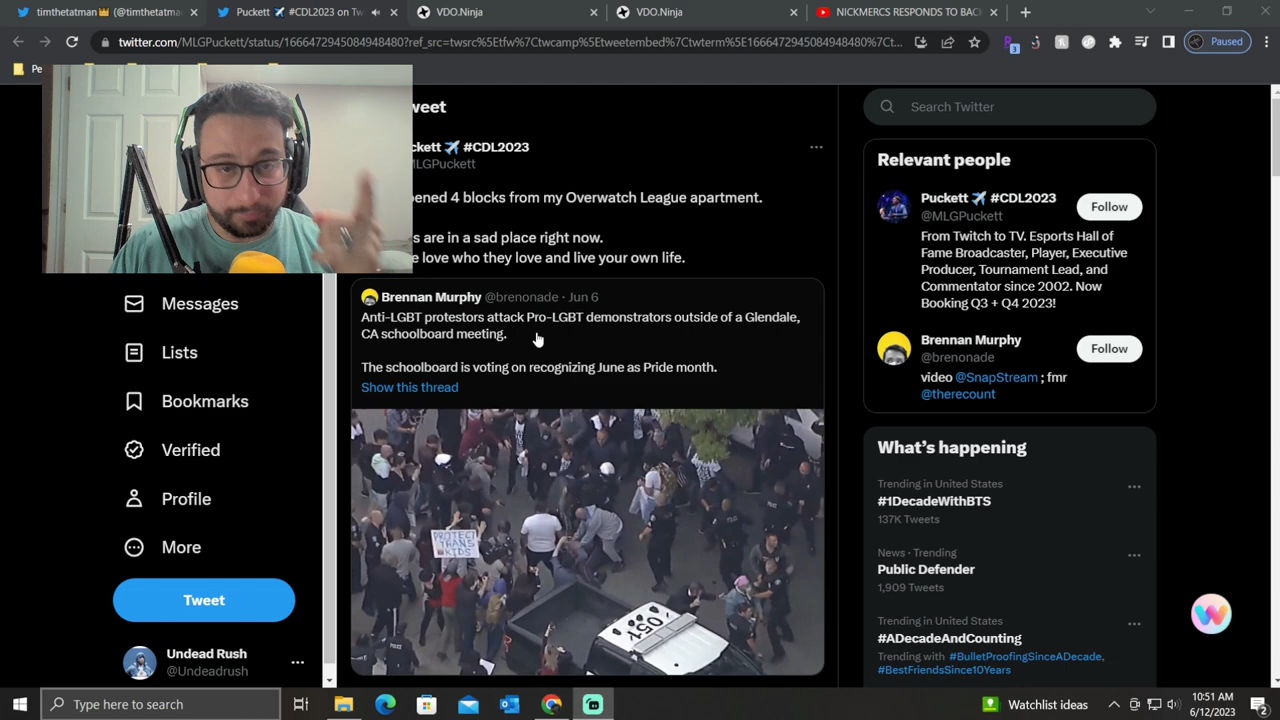 timthetatman👑 (@timthetatma
Puckett ✈️ #CDL2023 on Tw
VDO.Ninja
VDO.Ninja
NICKMERCS RESPONDS TO BAC
twitter.com/MLGPuckett/status/1666472945084948480?ref_src=twsrc%5Etfw%7Ctwcamp%5Etweetembed%7Ctwterm%5E1666472945084948480%7Ct...
3
Paused
Pe
weet
Search Twitter
ckett ✈️ #CDL2023
MLGPuckett
ened 4 blocks from my Overwatch League apartment.
s are in a sad place right now.
e love who they love and live your own life.
Brennan Murphy @brenonade · Jun 6
Anti-LGBT protestors attack Pro-LGBT demonstrators outside of a Glendale,
CA schoolboard meeting.
The schoolboard is voting on recognizing June as Pride month.
Show this thread
PROTECT
TRANS
KIDS
POLICE
051
Messages
Lists
Bookmarks
Verified
Profile
More
Tweet
Undead Rush
@Undeadrush
Relevant people
Puckett ✈️ #CDL2023
@MLGPuckett
Follow
From Twitch to TV. Esports Hall of
Fame Broadcaster, Player, Executive
Producer, Tournament Lead, and
Commentator since 2002. Now
Booking Q3 + Q4 2023!
Brennan Murphy
@brenonade
Follow
video @SnapStream ; fmr
@therecount
What's happening
Trending in United States
#1DecadeWithBTS
137K Tweets
News · Trending
Public Defender
1,909 Tweets
Trending in United States
#ADecadeAndCounting
Trending with #BulletProofingSinceADecade,
#BestFriendsSince10Years
Type here to search
Watchlist ideas
10:51 AM
6/12/2023
2